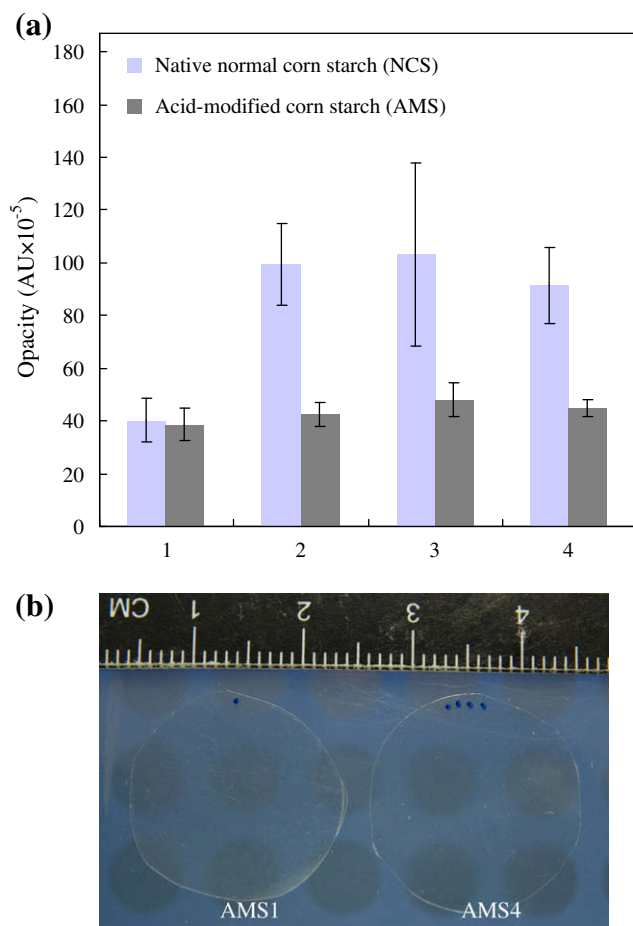 (a)
180
160
140
120
100
80
60
40
20
0
Opacity (AU×10⁻⁵)
Native normal corn starch (NCS)
Acid-modified corn starch (AMS)
1 2 3 4
(b)
CM 1 2 3 4
AMS1 AMS4